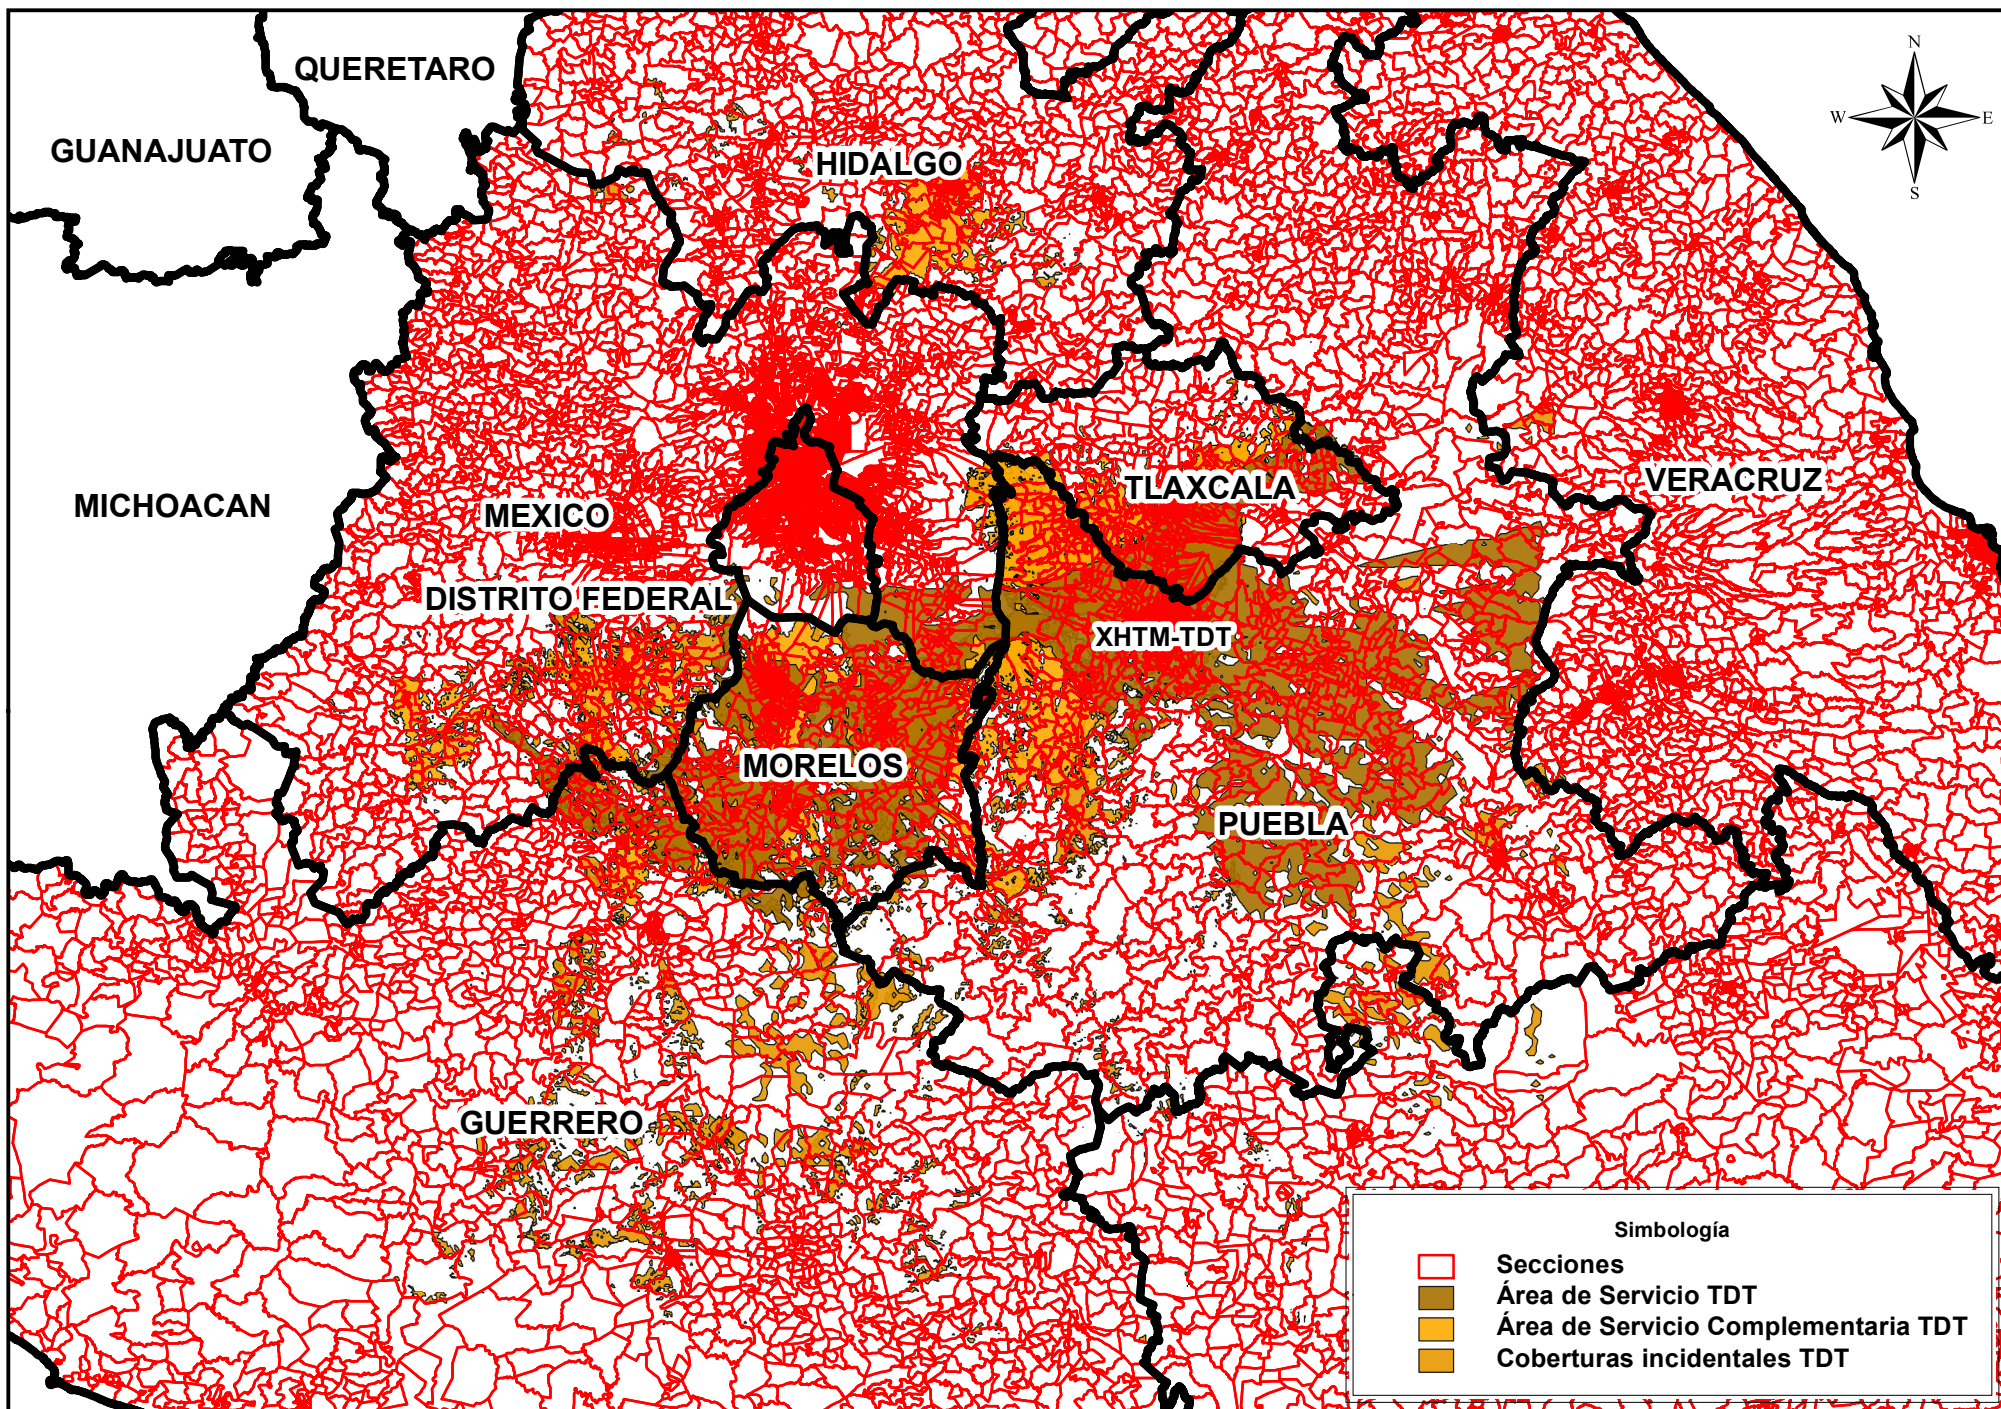 QUERETARO
N
W
E
S
GUANAJUATO
HIDALGO
MICHOACAN
MEXICO
TLAXCALA
VERACRUZ
DISTRITO FEDERAL
XHTM-TDT
MORELOS
PUEBLA
GUERRERO
Simbología
Secciones
Área de Servicio TDT
Área de Servicio Complementaria TDT
Coberturas incidentales TDT